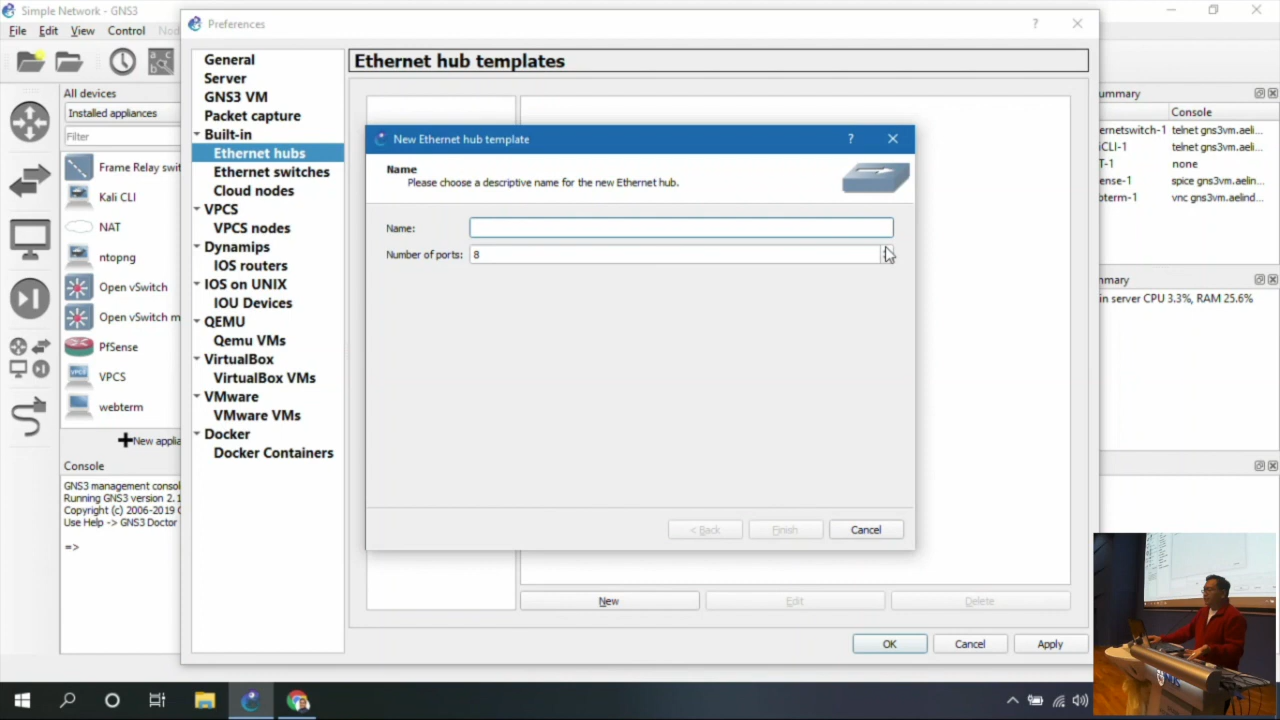 Simple Network - GNS3
File Edit View Control
All devices
Installed appliances
Filter
Frame Relay swit
Kali CLI
NAT
ntopng
Open vSwitch
Open vSwitch m
PfSense
VPCS
webterm
New applia
Console
GNS3 management conso
Running GNS3 version 2.1
Copyright (c) 2006-2019 G
Use Help -> GNS3 Doctor
=>
Preferences
?
General
Server
GNS3 VM
Packet capture
Built-in
Ethernet hubs
Ethernet switches
Cloud nodes
VPCS
VPCS nodes
Dynamips
IOS routers
IOS on UNIX
IOU Devices
QEMU
Qemu VMs
VirtualBox
VirtualBox VMs
VMware
VMware VMs
Docker
Docker Containers
Ethernet hub templates
New Ethernet hub template
?
Name
Please choose a descriptive name for the new Ethernet hub.
Name:
Number of ports: 8
< Back Finish Cancel
New Edit Delete
OK Cancel Apply
ummary
Console
ernetswitch-1 telnet gns3vm.aelin...
iCLI-1 telnet gns3vm.aelin...
T-1 none
ense-1 spice gns3vm.aelin...
bterm-1 vnc gns3vm.aelind...
mmary
in server CPU 3.3%, RAM 25.6%